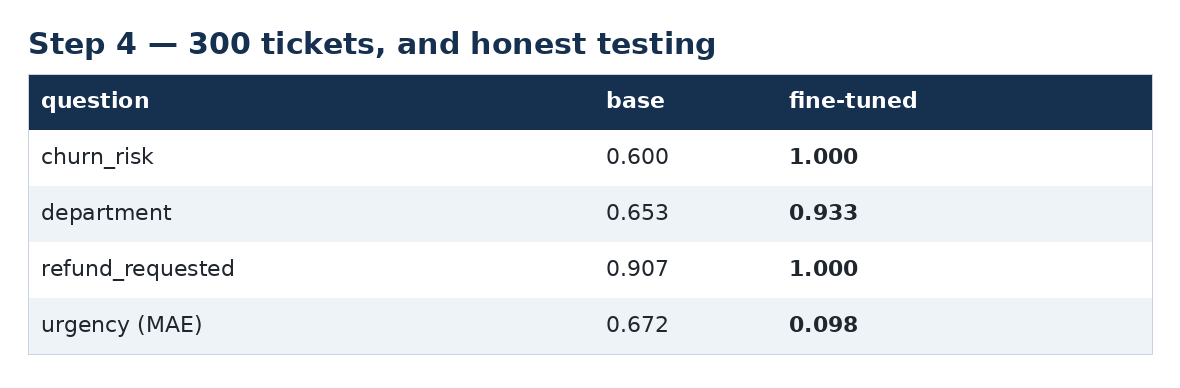 Step 4 — 300 tickets, and honest testing
question base fine-tuned
churn_risk 0.600 1.000
department 0.653 0.933
refund_requested 0.907 1.000
urgency (MAE) 0.672 0.098